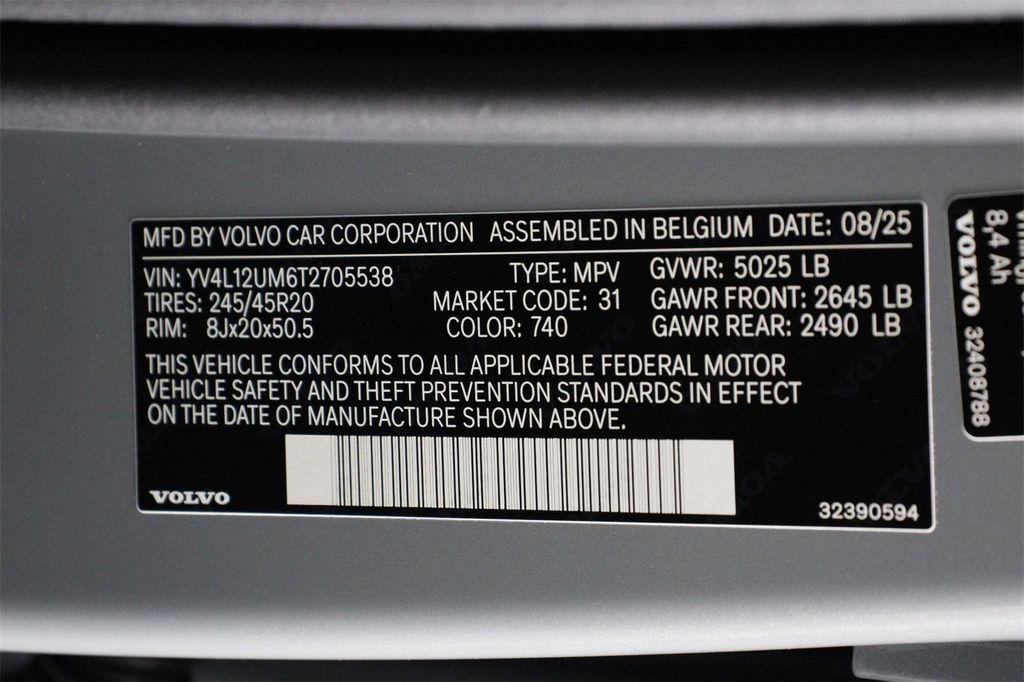 MFD BY VOLVO CAR CORPORATION ASSEMBLED IN BELGIUM DATE: 08/25
VIN: YV4L12UM6T2705538 TYPE: MPV GVWR: 5025 LB
TIRES: 245/45R20 MARKET CODE: 31 GAWR FRONT: 2645 LB
RIM: 8Jx20x50.5 COLOR: 740 GAWR REAR: 2490 LB
THIS VEHICLE CONFORMS TO ALL APPLICABLE FEDERAL MOTOR
VEHICLE SAFETY AND THEFT PREVENTION STANDARDS IN EFFECT
ON THE DATE OF MANUFACTURE SHOWN ABOVE.
VOLVO
32390594
8,4 Ah
VOLVO 32408788